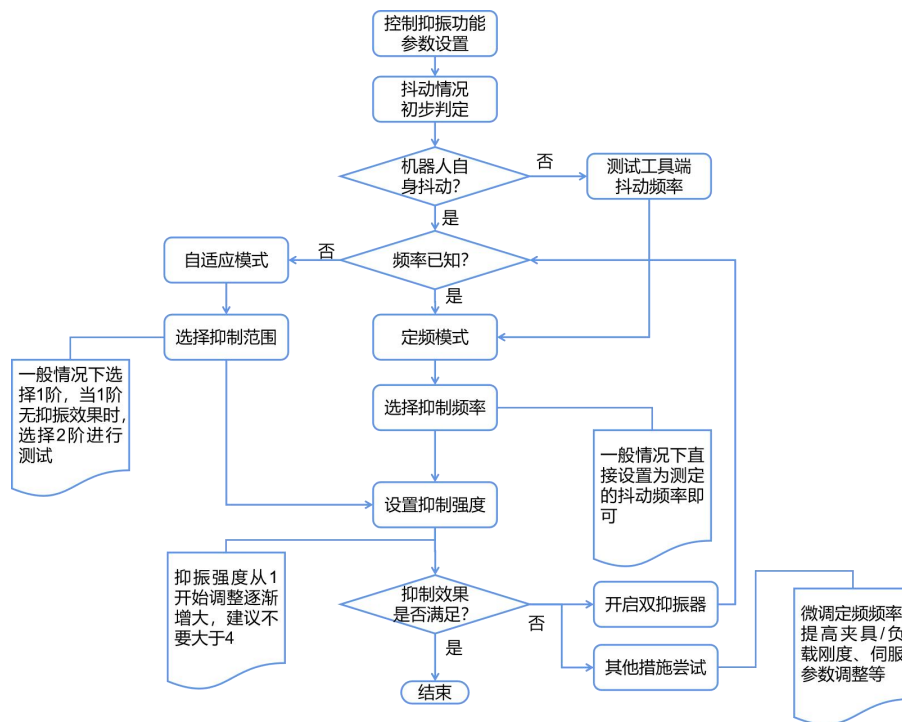 控制抑振功能
参数设置
抖动情况
初步判定
机器人自
身抖动？
否
测试工具端
抖动频率
是
自适应模式
否
频率已知？
是
选择抑制范围
定频模式
一般情况下选
择1阶，当1阶
无抑振效果时，
选择2阶进行
测试
选择抑制频率
一般情况下直
接设置为测定
的抖动频率即
可
设置抑制强度
抑振强度从1
开始调整逐渐
增大，建议不
要大于4
抑制效果
是否满足？
否
开启双抑振器
其他措施尝试
微调定频频率
提高夹具/负
载刚度、伺服
参数调整等
是
结束